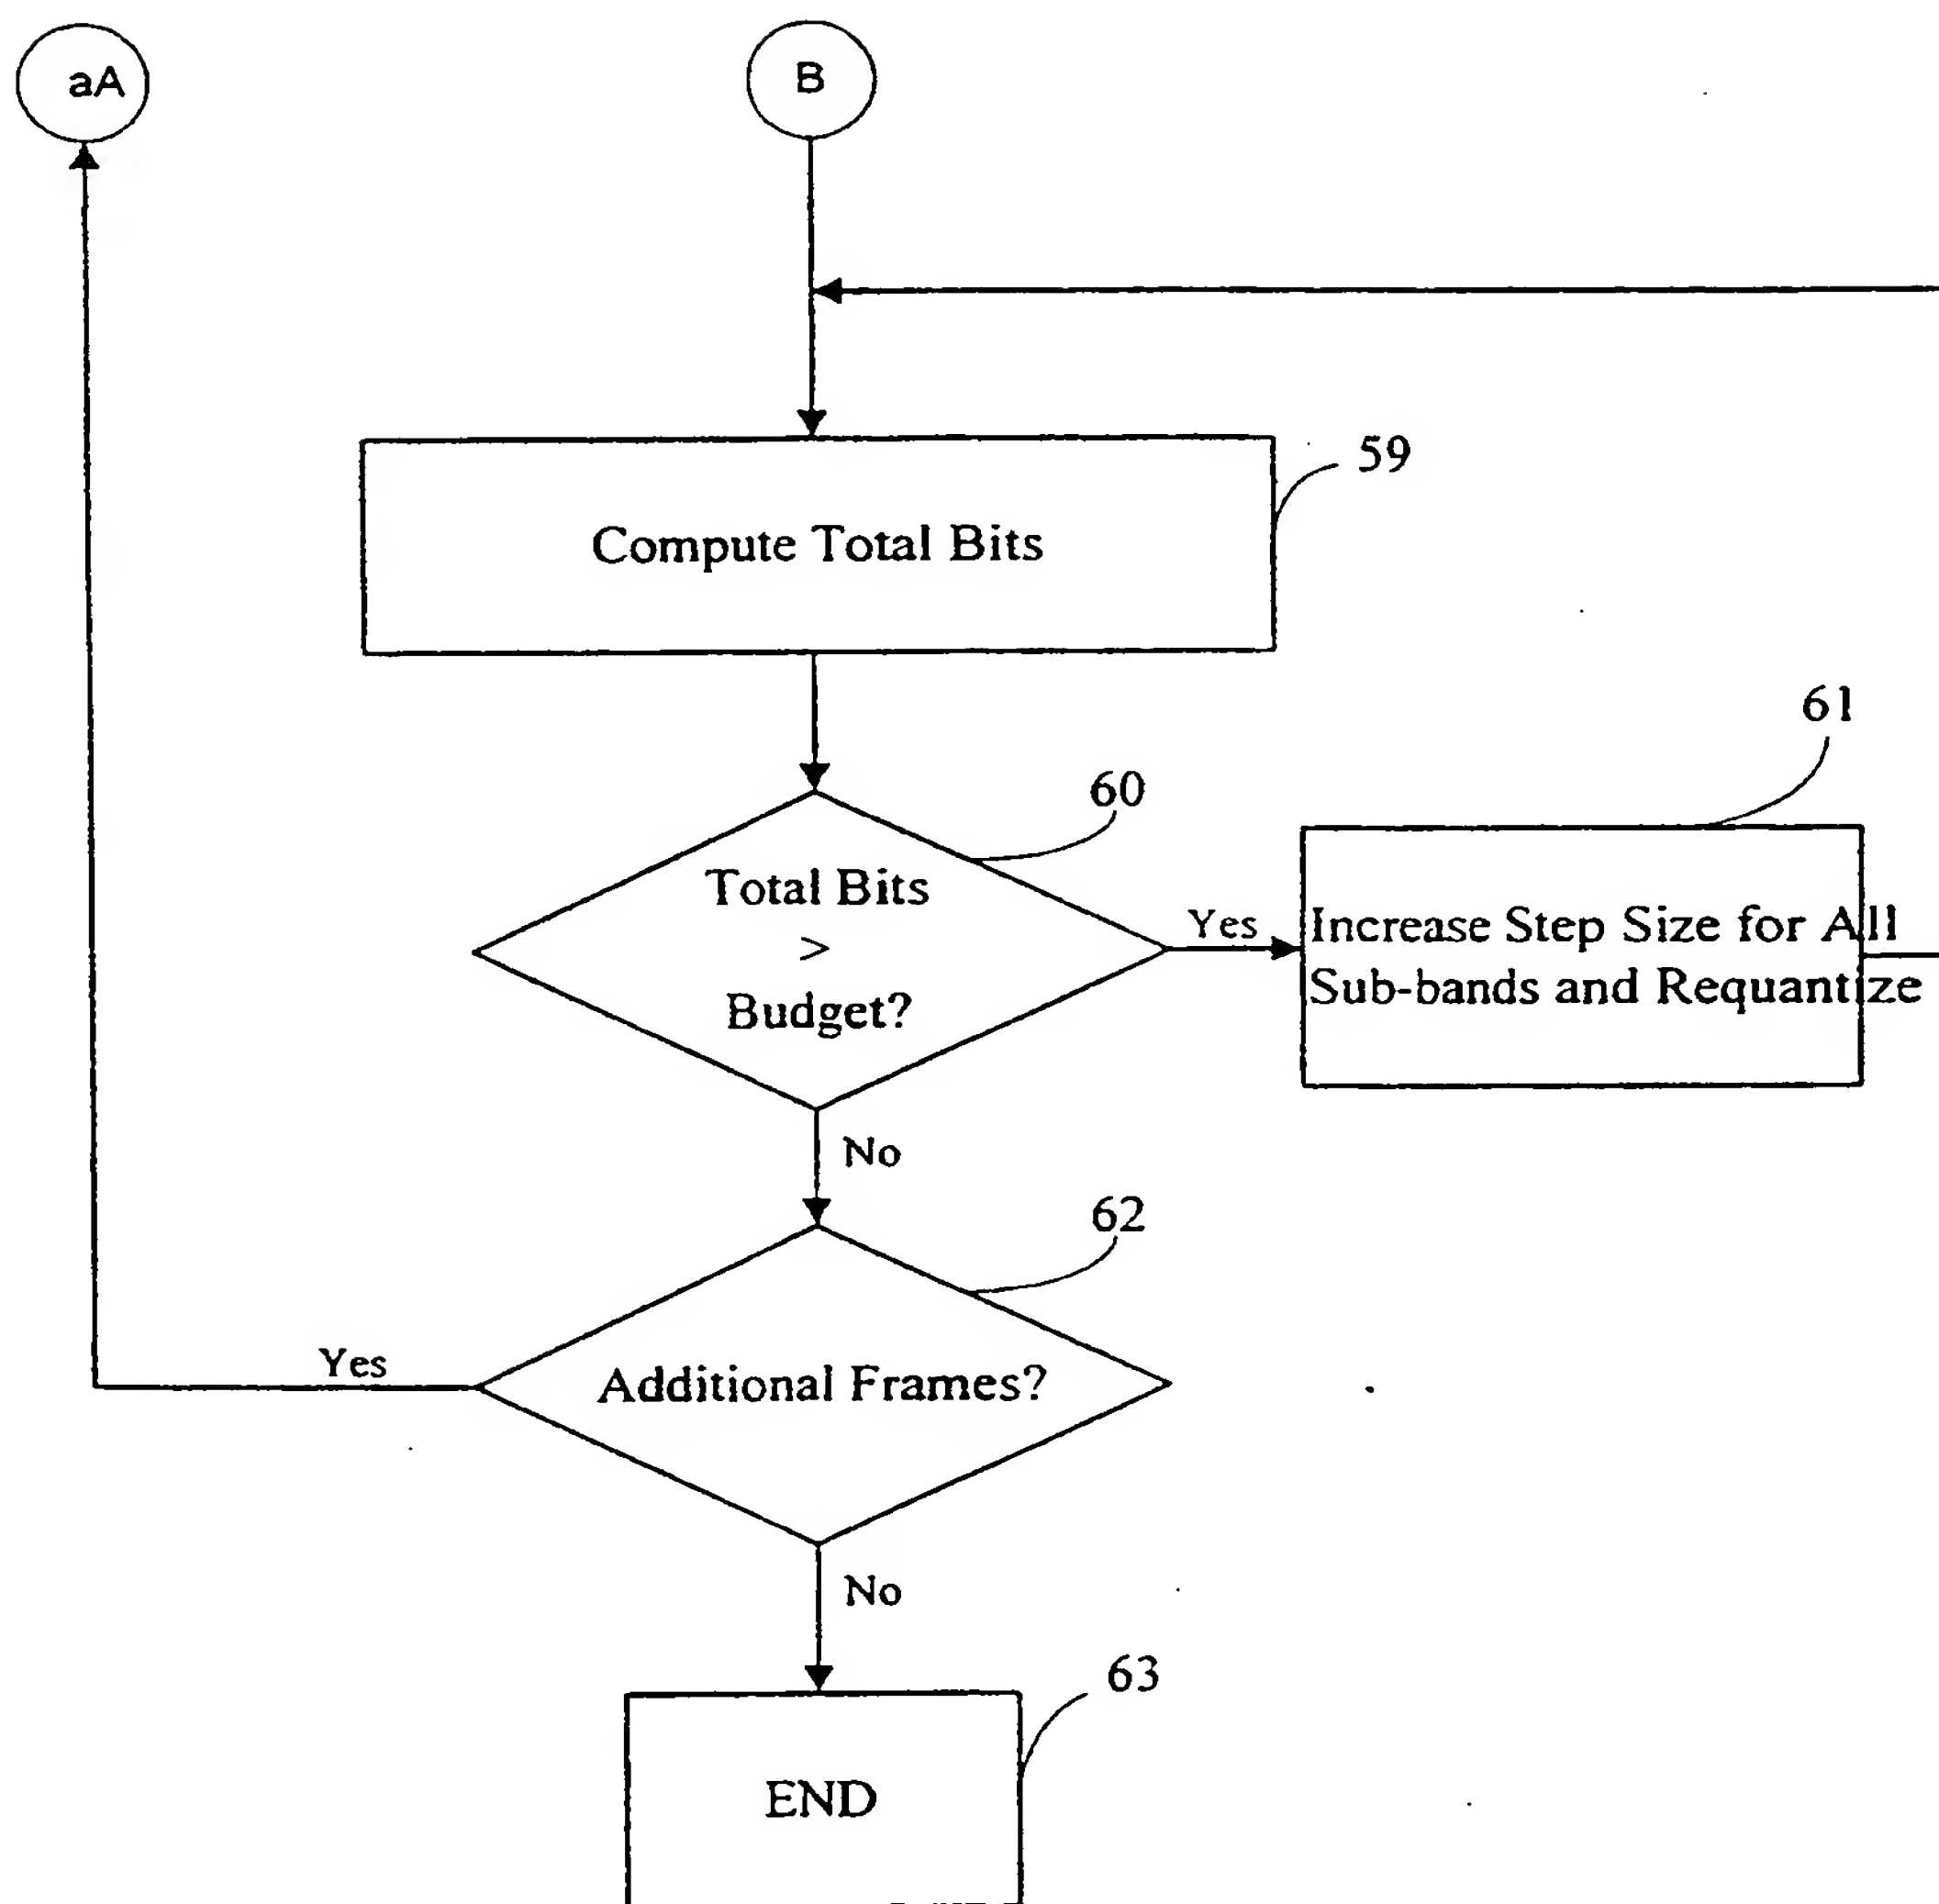 aA
B
59
Compute Total Bits
61
60
Total Bits
>
Budget?
Yes
Increase Step Size for All
Sub-bands and Requantize
No
62
Yes
Additional Frames?
No
63
END